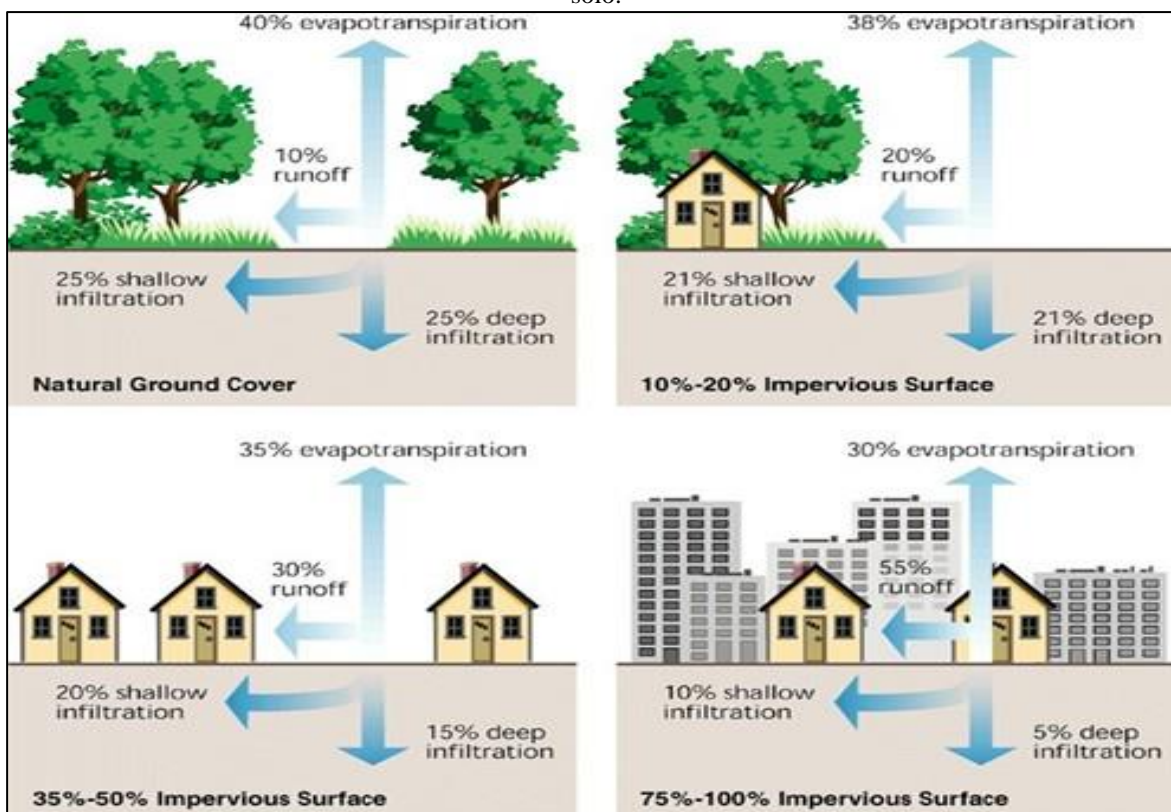 solo.
40% evapotranspiration
10%
runoff
25% shallow
infiltration
25% deep
infiltration
Natural Ground Cover
38% evapotranspiration
20%
runoff
21% shallow
infiltration
21% deep
infiltration
10%-20% Impervious Surface
35% evapotranspiration
30%
runoff
20% shallow
infiltration
15% deep
infiltration
35%-50% Impervious Surface
30% evapotranspiration
55%
runoff
10% shallow
infiltration
5% deep
infiltration
75%-100% Impervious Surface